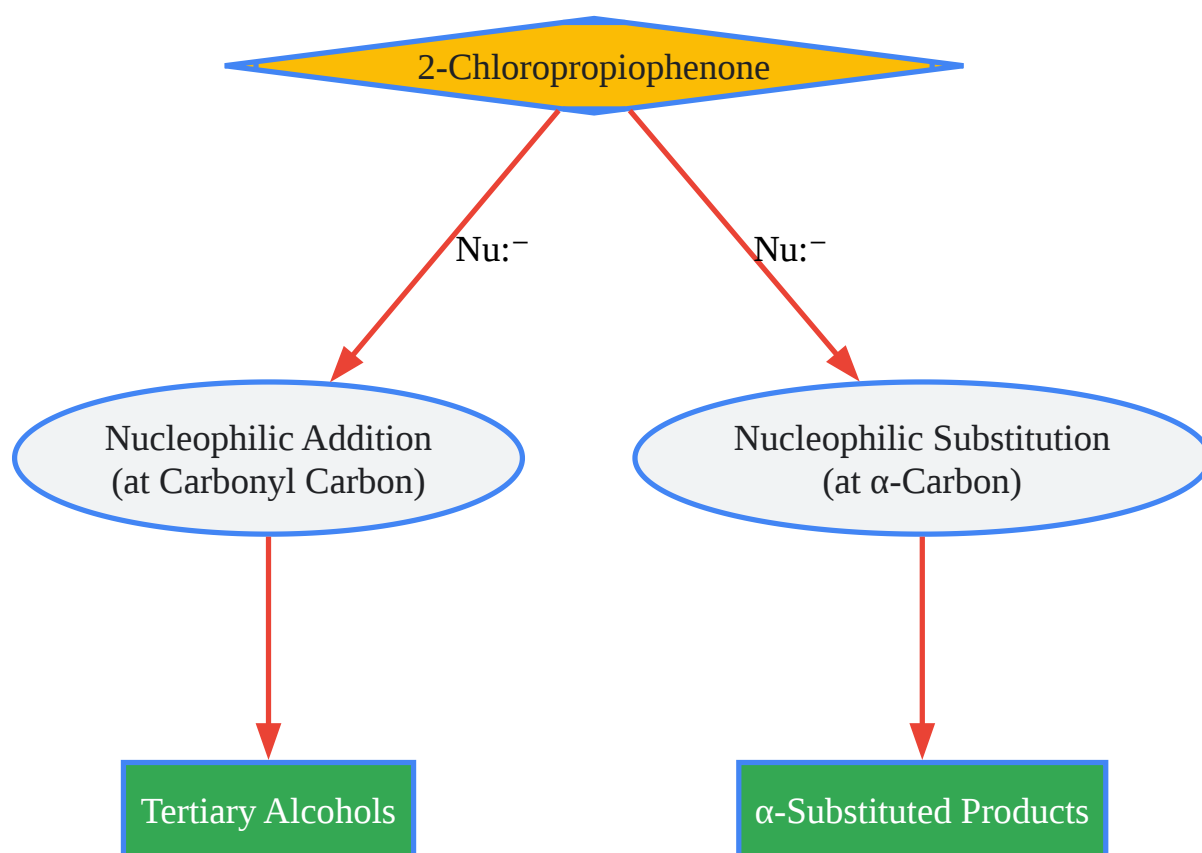 2-Chloropropiophenone
Nu:⁻
Nu:⁻
Nucleophilic Addition
(at Carbonyl Carbon)
Nucleophilic Substitution
(at α-Carbon)
Tertiary Alcohols
α-Substituted Products